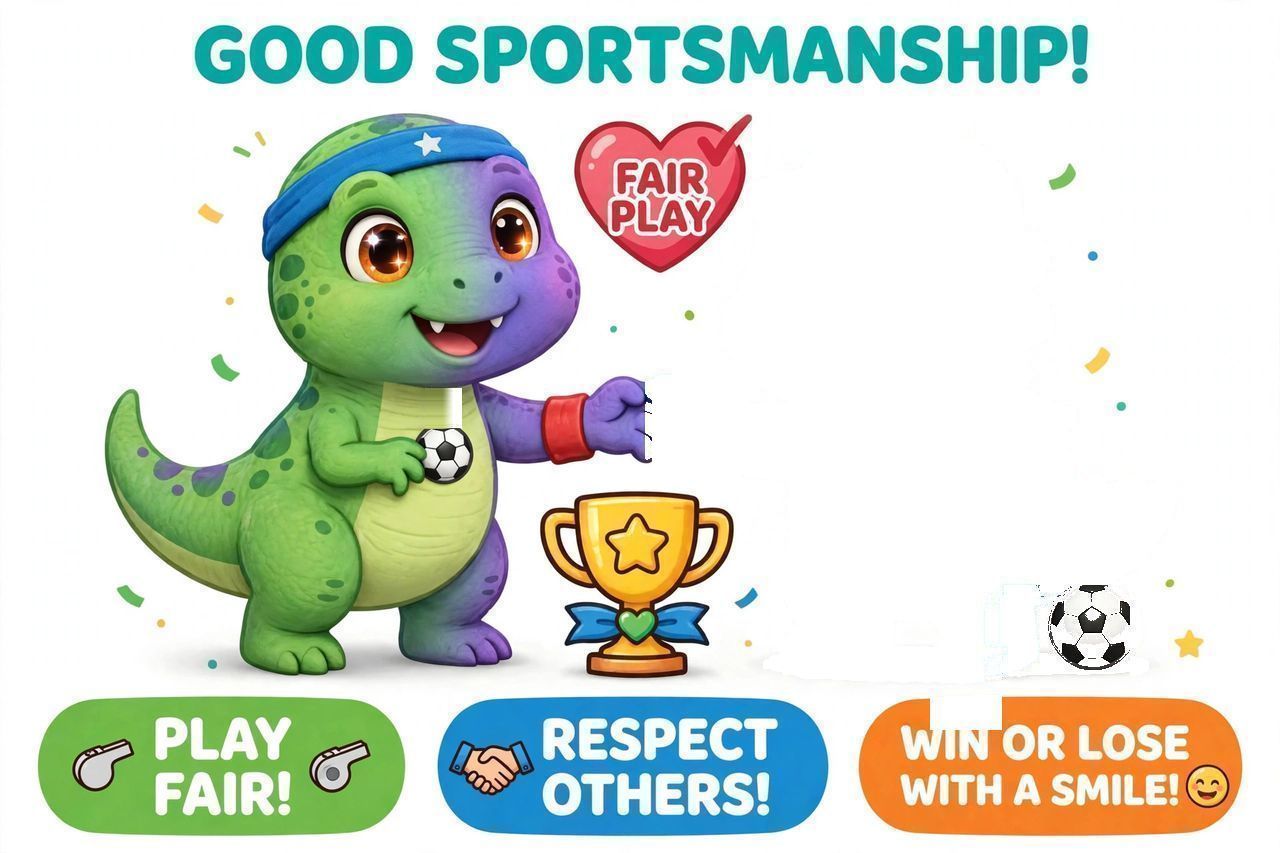 GOOD SPORTSMANSHIP!
FAIR
PLAY
PLAY
FAIR!
RESPECT
OTHERS!
WIN OR LOSE
WITH A SMILE!